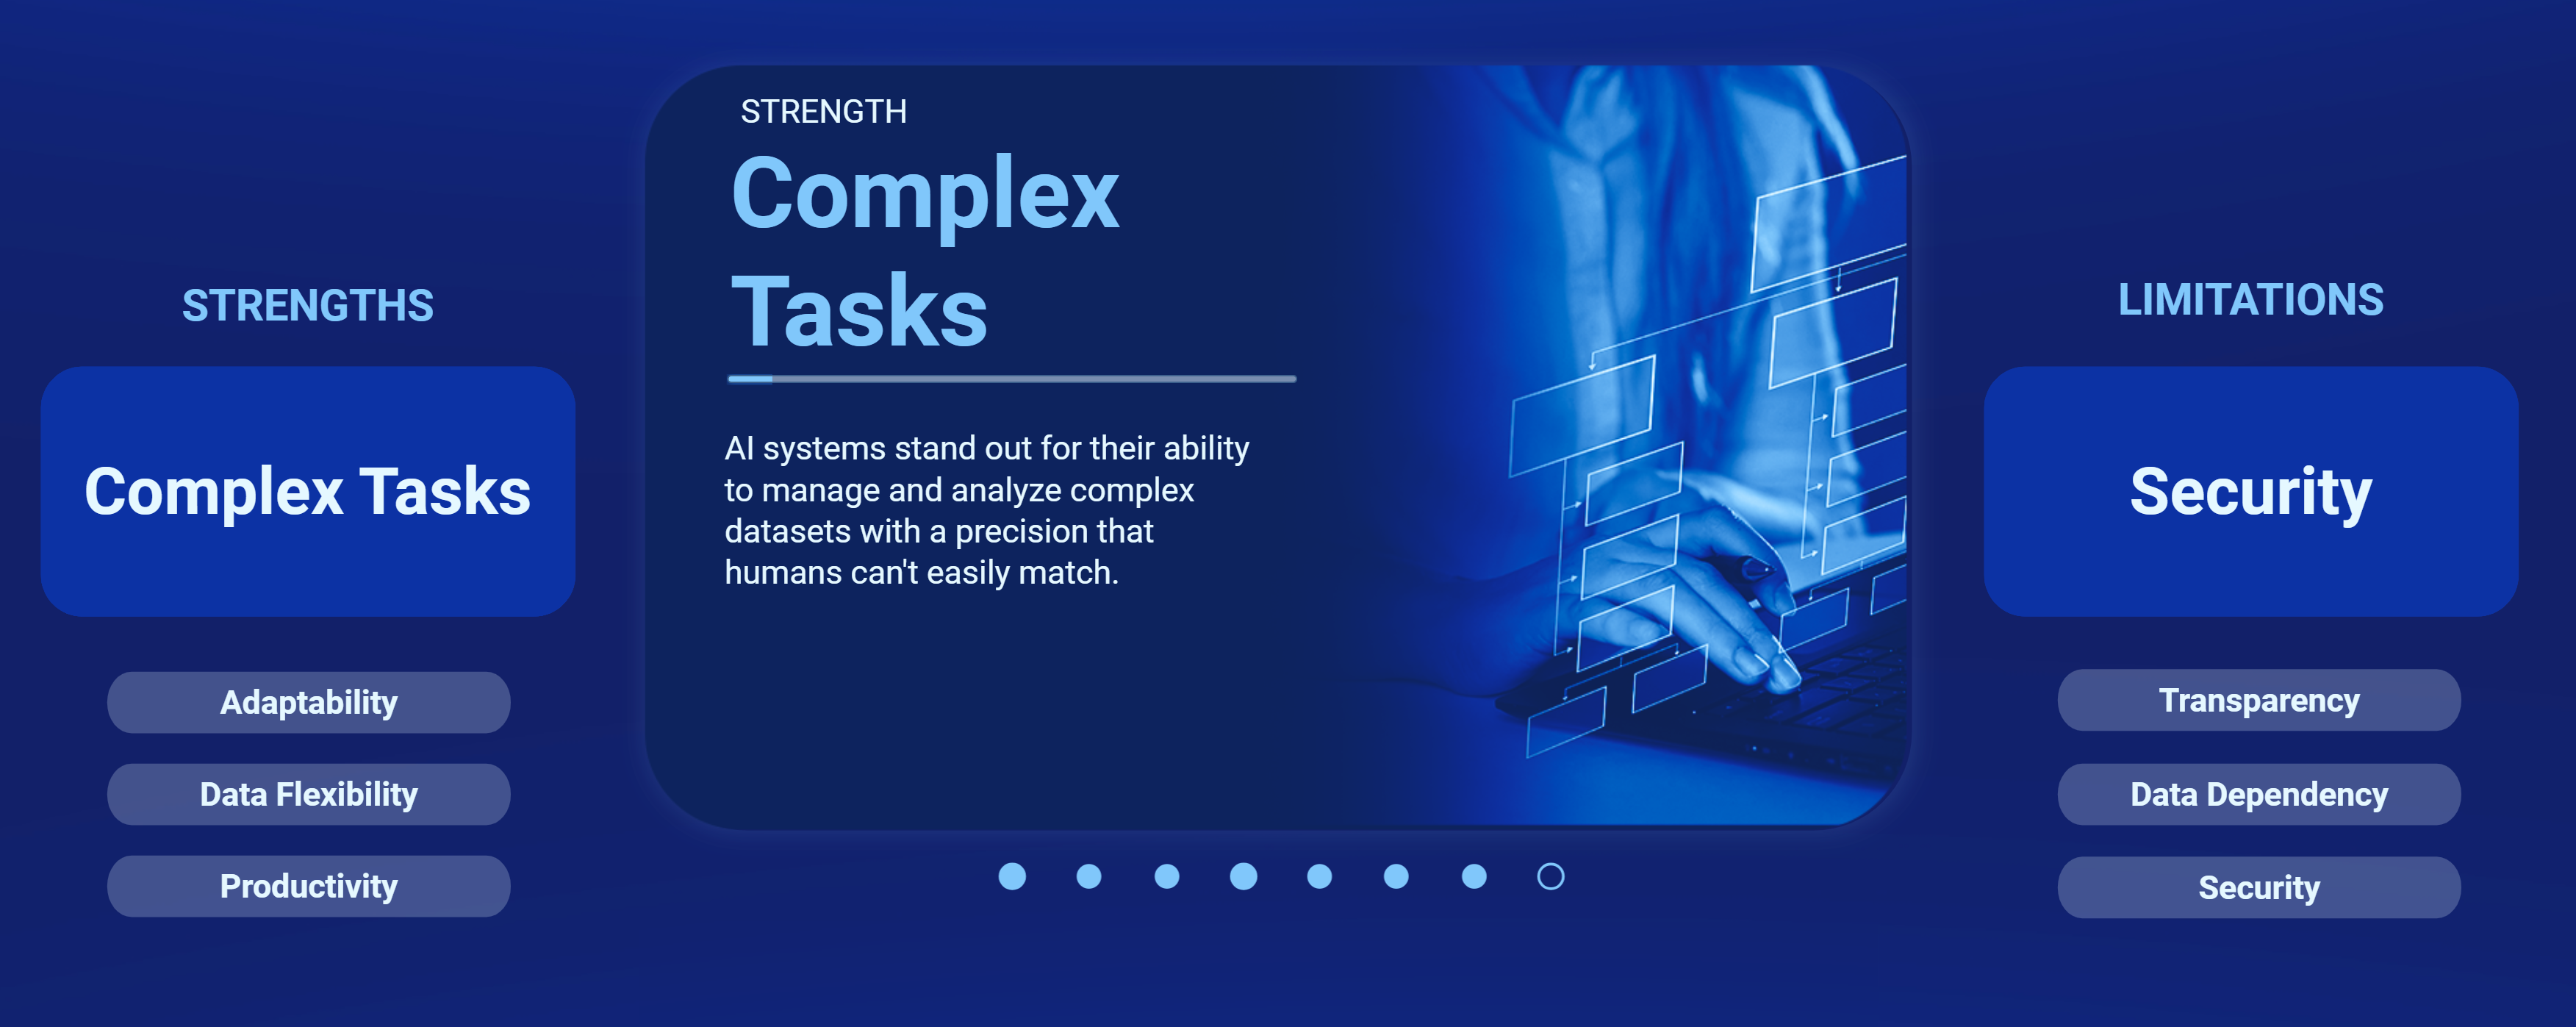 STRENGTHS
Complex Tasks
Adaptability
Data Flexibility
Productivity
STRENGTH
Complex
Tasks
AI systems stand out for their ability
to manage and analyze complex
datasets with a precision that
humans can't easily match.
LIMITATIONS
Security
Transparency
Data Dependency
Security